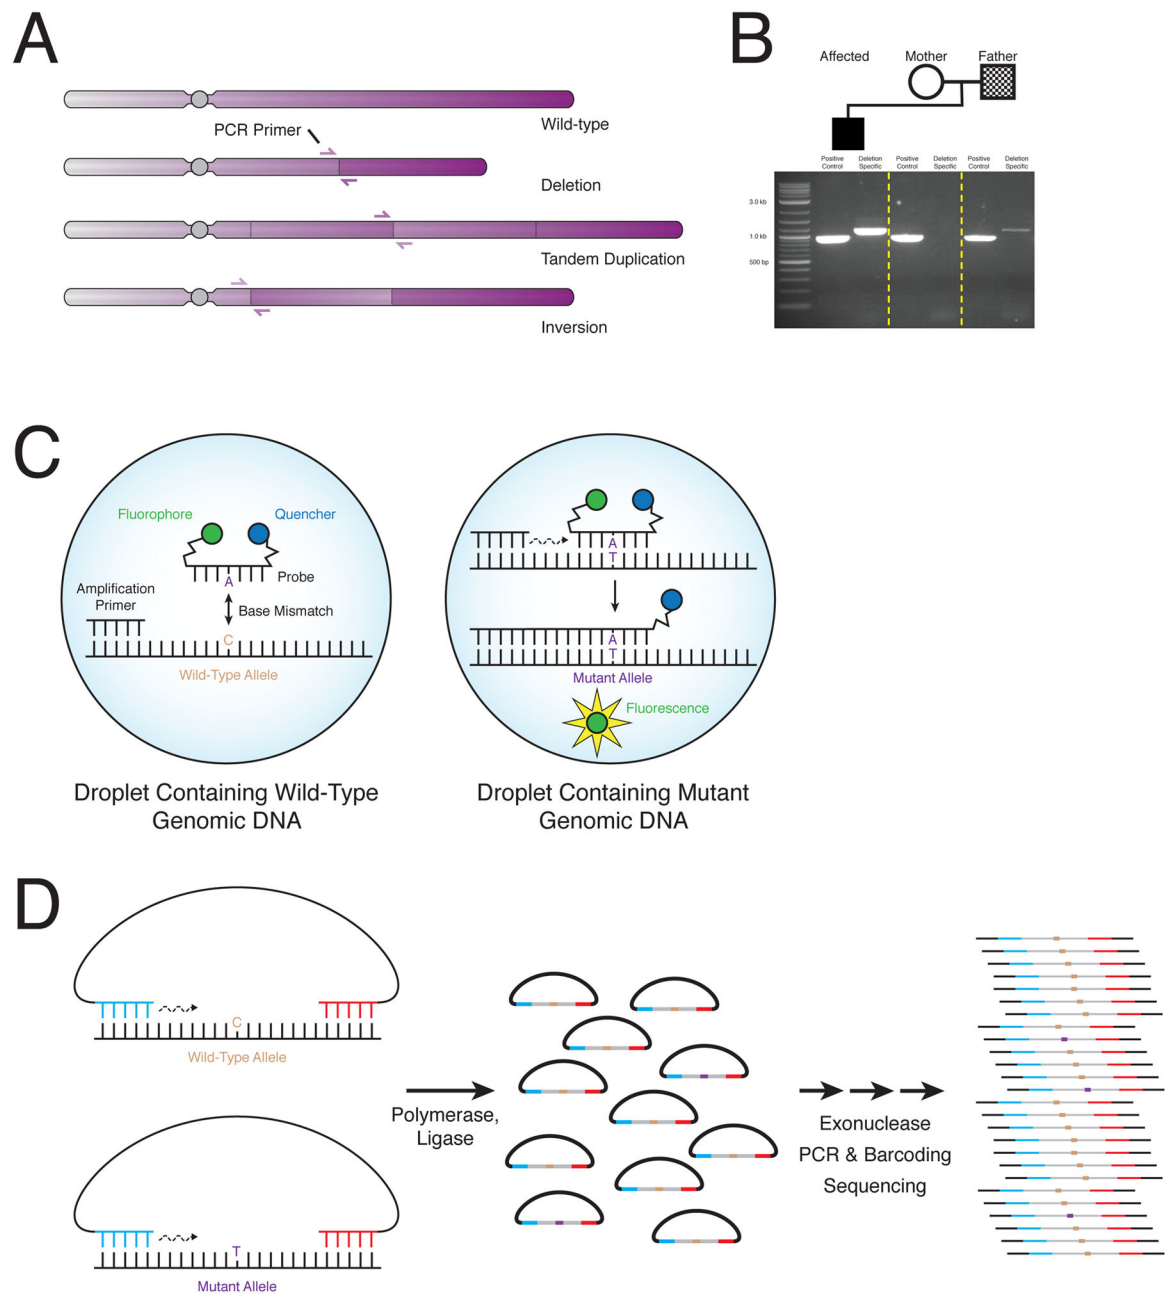 A
Wild-type
PCR Primer
Deletion
Tandem Duplication
Inversion
B
Affected
Mother
Father
Positive Control
Deletion Specific
Positive Control
Deletion Specific
Positive Control
Deletion Specific
3.0 kb
1.0 kb
500 bp
C
Fluorophore
Quencher
Probe
A
Amplification
Primer
Base Mismatch
C
Wild-Type Allele
Droplet Containing Wild-Type
Genomic DNA
A
T
A
T
Mutant Allele
Fluorescence
Droplet Containing Mutant
Genomic DNA
D
C
Wild-Type Allele
T
Mutant Allele
Polymerase,
Ligase
Exonuclease
PCR & Barcoding
Sequencing